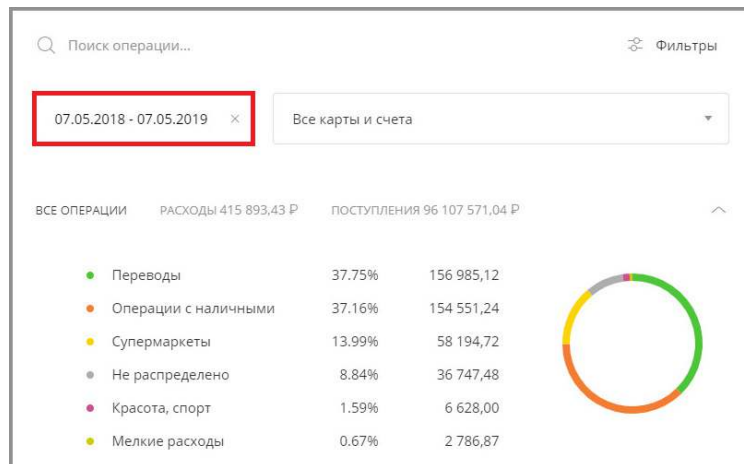 Поиск операции... Фильтры
07.05.2018 - 07.05.2019 × Все карты и счета
ВСЕ ОПЕРАЦИИ РАСХОДЫ 415 893,43 ₽ ПОСТУПЛЕНИЯ 96 107 571,04 ₽
Переводы 37.75% 156 985,12
Операции с наличными 37.16% 154 551,24
Супермаркеты 13.99% 58 194,72
Не распределено 8.84% 36 747,48
Красота, спорт 1.59% 6 628,00
Мелкие расходы 0.67% 2 786,87